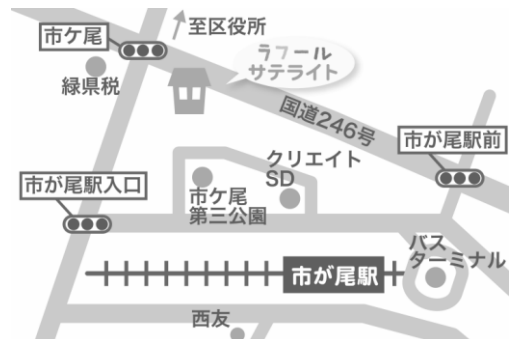 至区役所
市ケ尾
ラフール
サテライト
緑県税
国道246号
市が尾駅前
クリエイト
SD
市が尾駅入口
市ケ尾
第三公園
バス
ターミナル
市が尾駅
西友